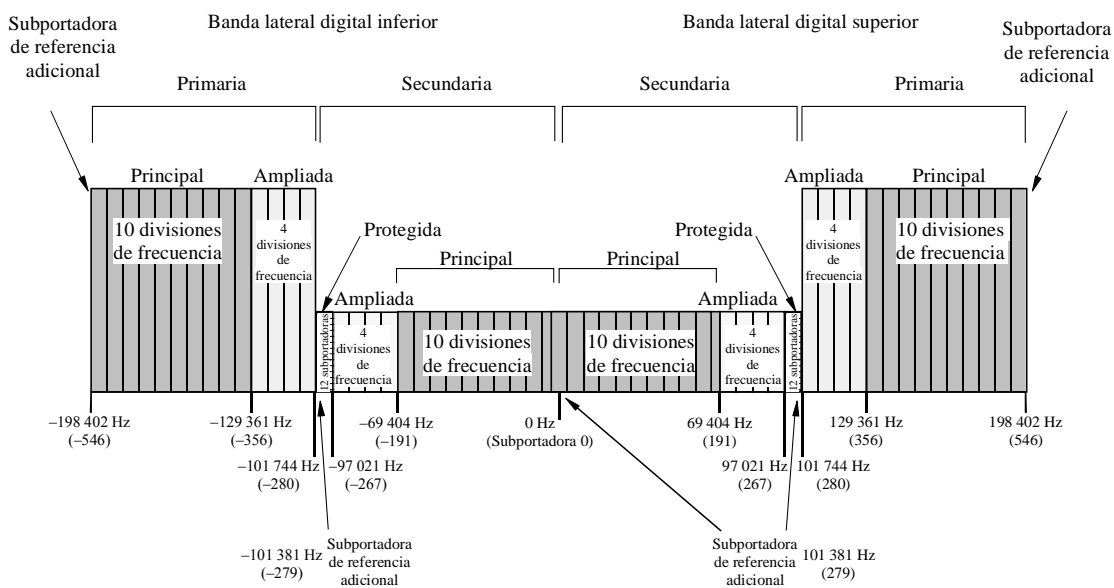 Banda lateral digital inferior
Banda lateral digital superior
Subportadora
de referencia
adicional
Subportadora
de referencia
adicional
Primaria
Secundaria
Secundaria
Primaria
Principal
Ampliada
Ampliada
Principal
10 divisiones
de frecuencia
4
divisiones
de
frecuencia
Protegida
Protegida
4
divisiones
de
frecuencia
10 divisiones
de frecuencia
Principal
Principal
Ampliada
Ampliada
12 subportadoras
4
divisiones
de
frecuencia
10 divisiones
de frecuencia
10 divisiones
de frecuencia
4
divisiones
de
frecuencia
12 subportadoras
–198 402 Hz
(–546)
–129 361 Hz
(–356)
–69 404 Hz
(–191)
0 Hz
(Subportadora 0)
69 404 Hz
(191)
129 361 Hz
(356)
198 402 Hz
(546)
–101 744 Hz
(–280)
–97 021 Hz
(–267)
97 021 Hz
(267)
101 744 Hz
(280)
–101 381 Hz
(–279)
Subportadora
de referencia
adicional
Subportadora
de referencia
adicional
101 381 Hz
(279)